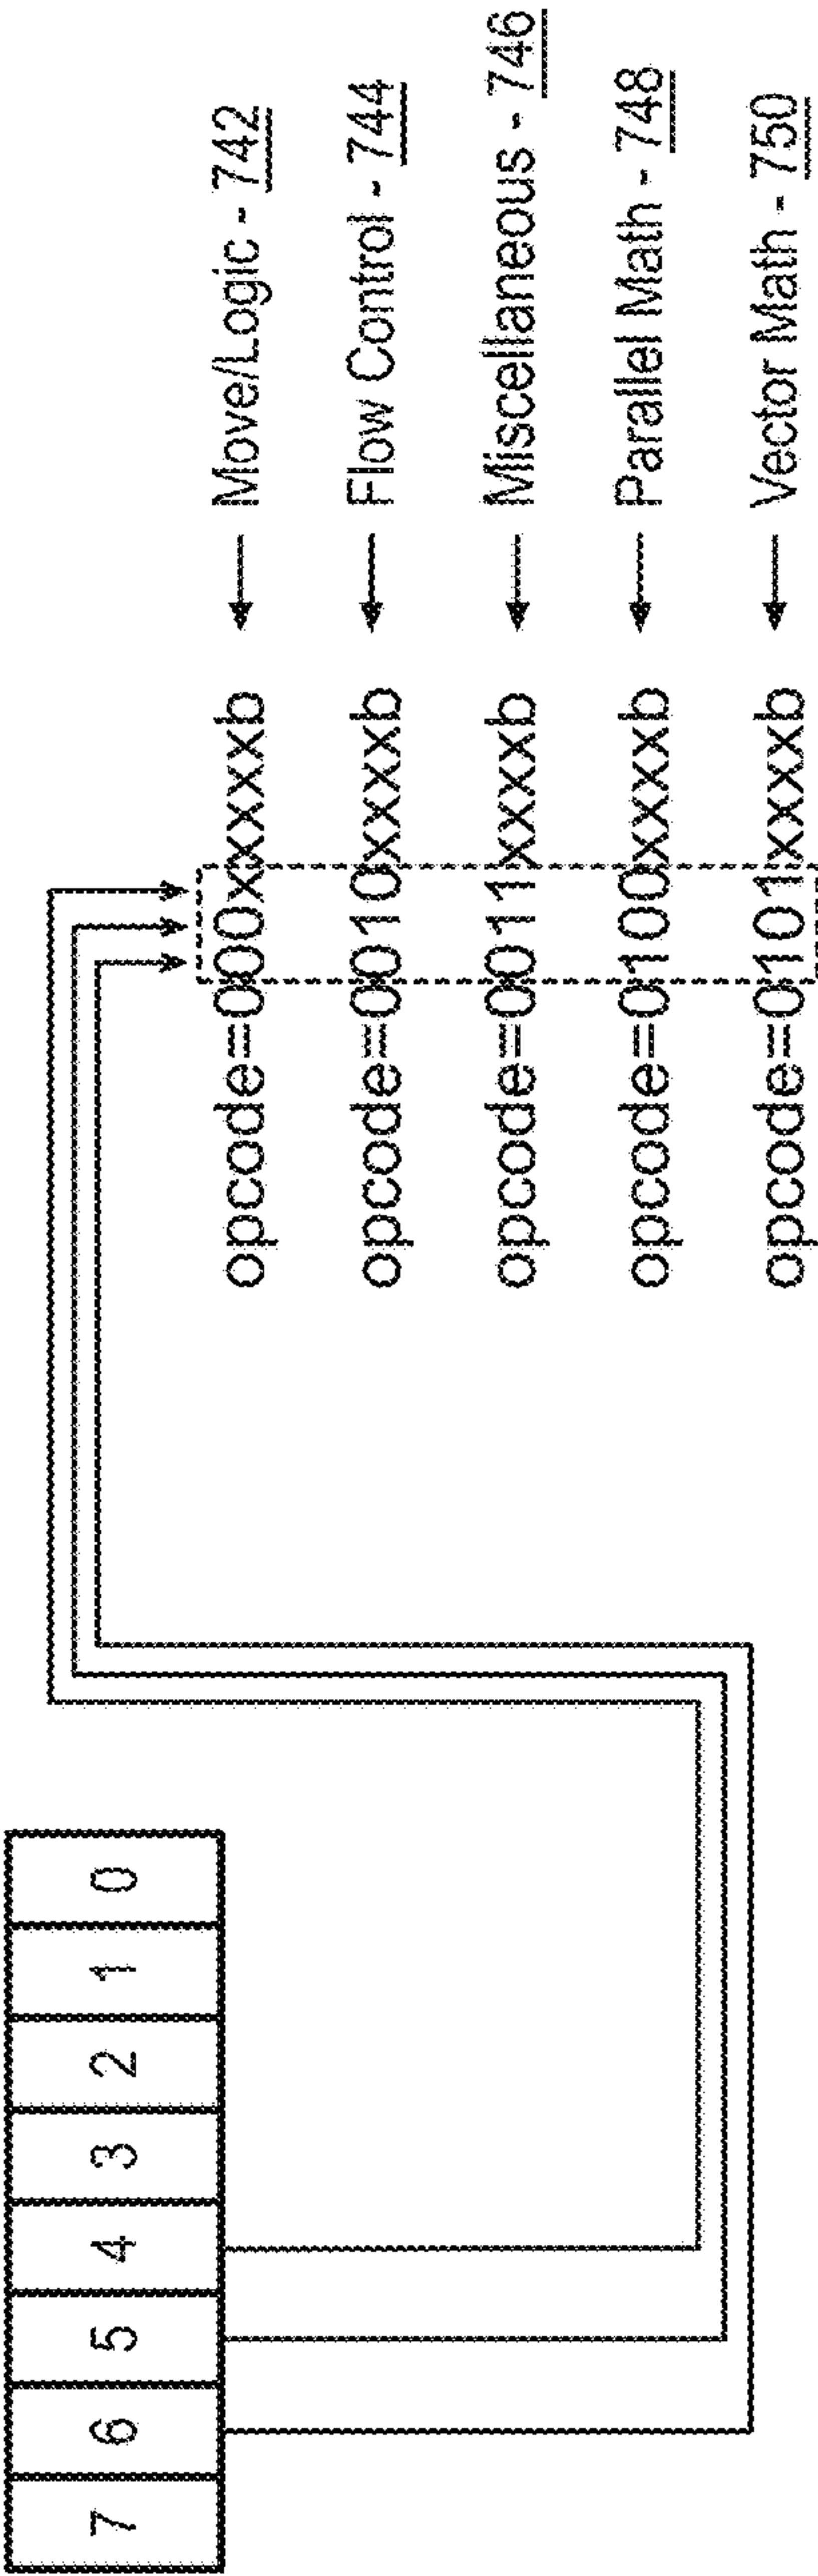 7 6 5 4 3 2 1 0
opcode=000xxxxxb ← Move/Logic - 742
opcode=0010xxxxb ← Flow Control - 744
opcode=0011xxxxb ← Miscellaneous - 746
opcode=0100xxxxb ← Parallel Math - 748
opcode=0101xxxxb ← Vector Math - 750